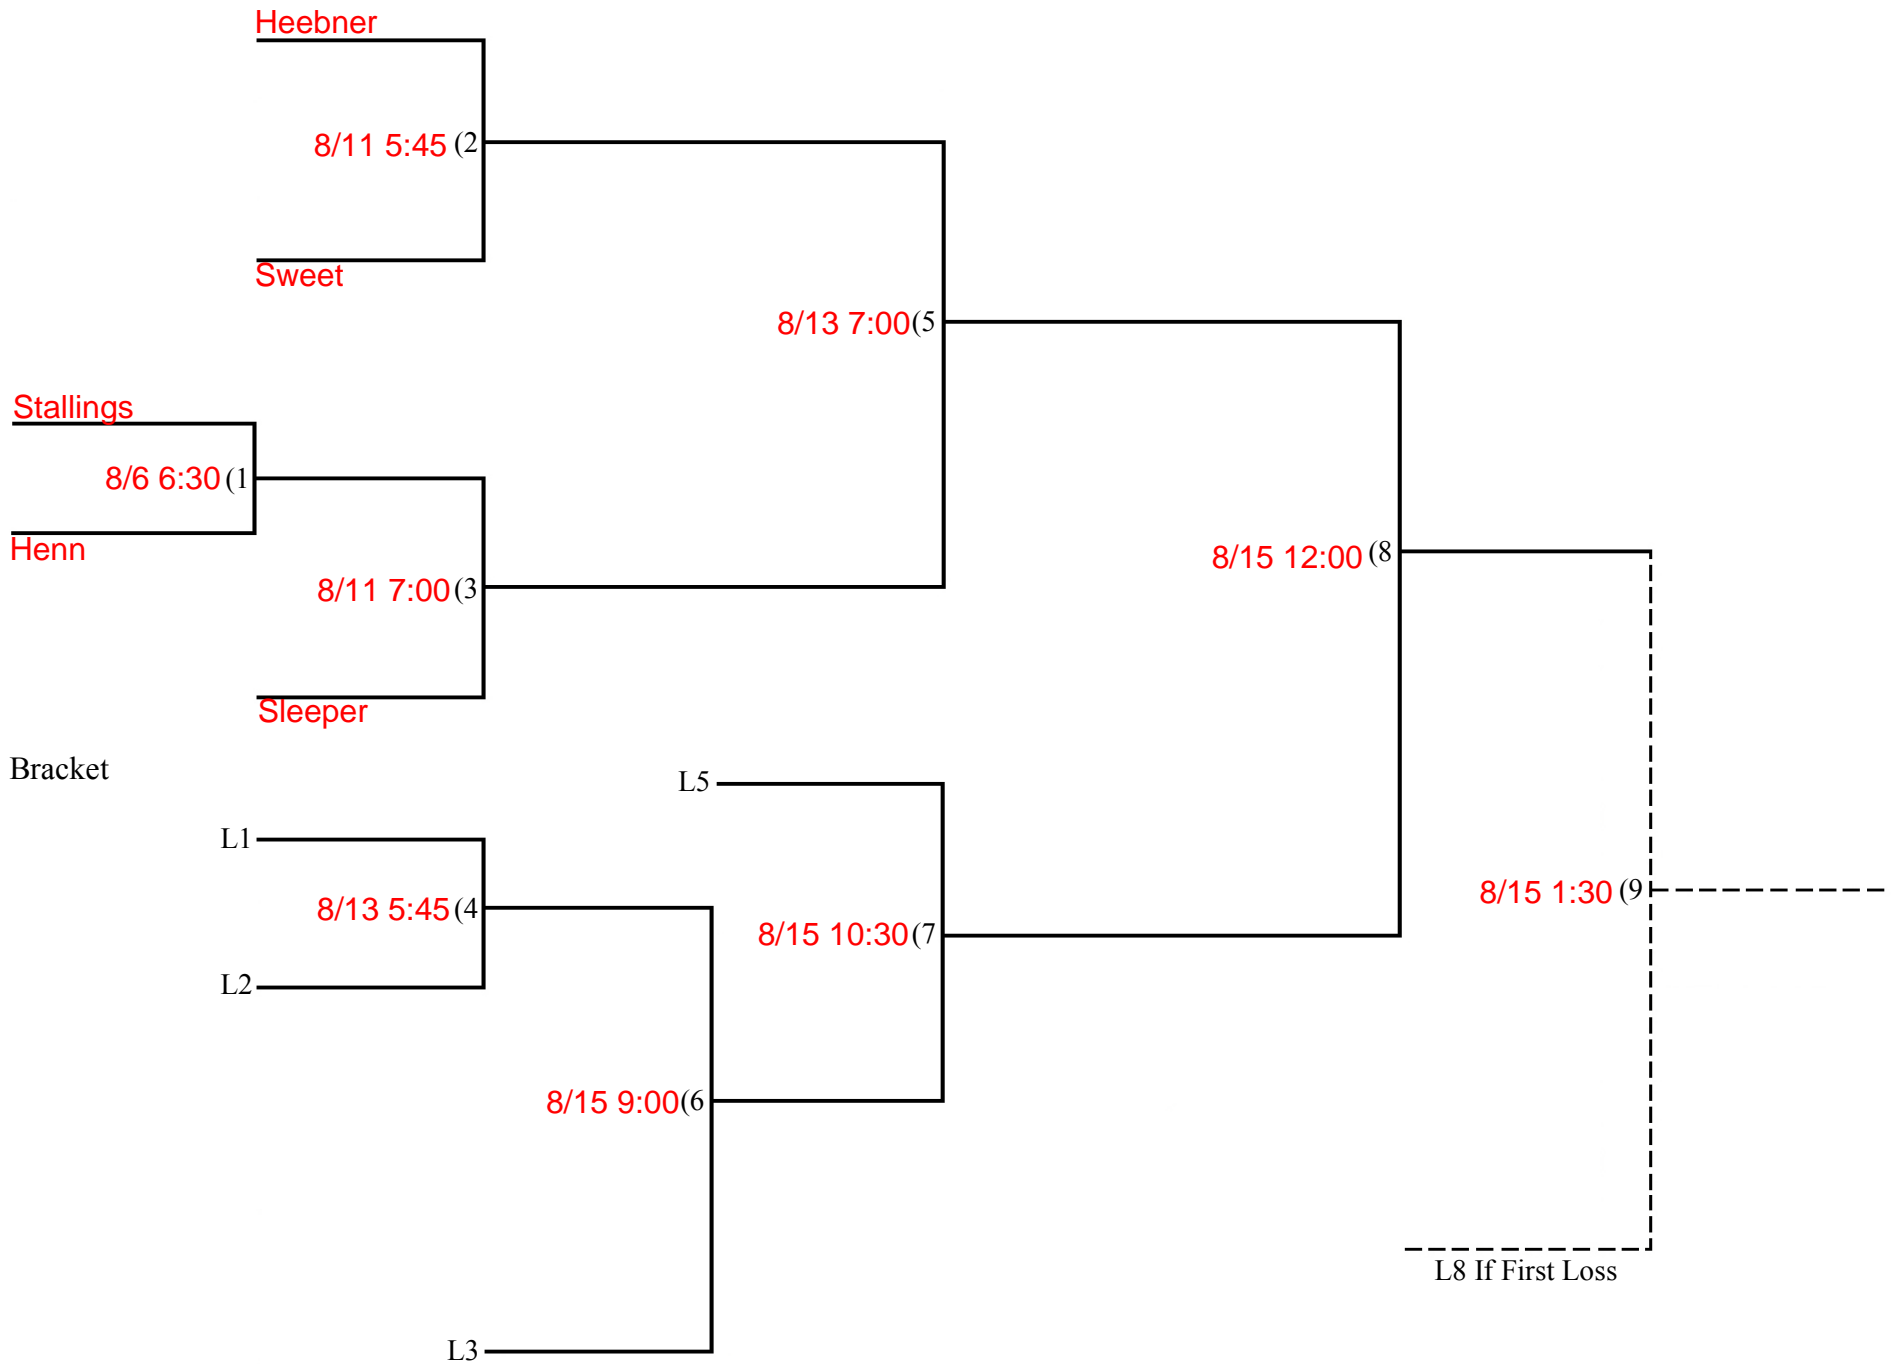 Heebner
8/11 5:45 (2
Sweet
8/13 7:00(5
Stallings
8/6 6:30 (1
Henn
8/15 12:00 (8
8/11 7:00(3
Sleeper
Bracket
L5
L1
8/15 1:30 (9
8/13 5:45(4
8/15 10:30(7
L2
8/15 9:00(6
L8 If First Loss
L3